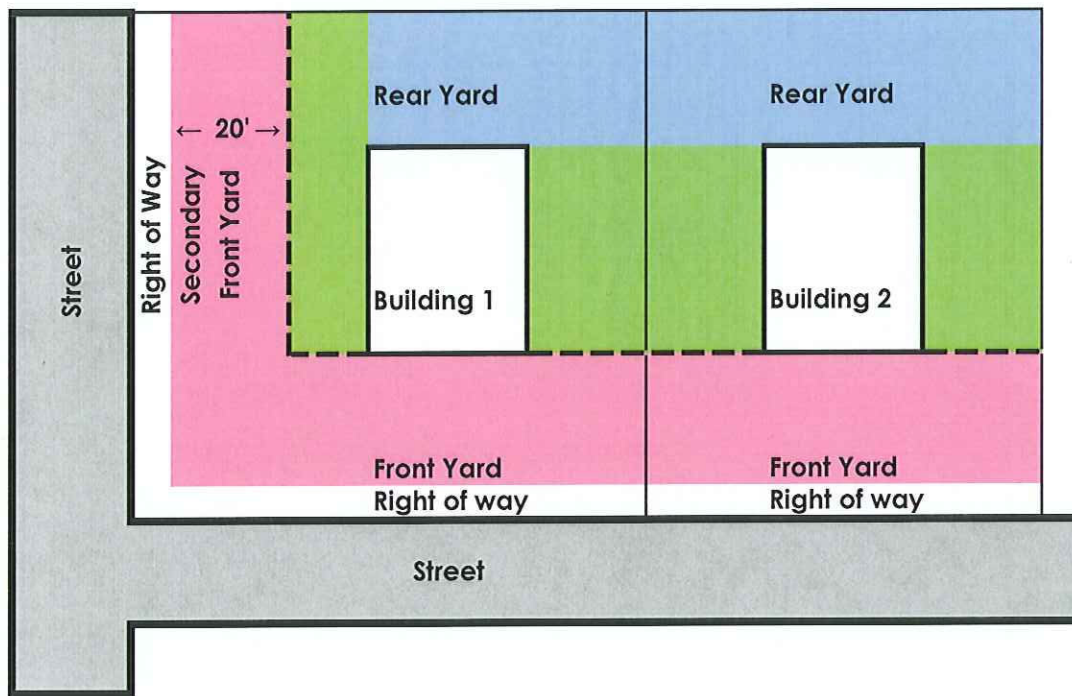 Rear Yard
Rear Yard
← 20' →
Right of Way
Secondary
Front Yard
Street
Building 1
Building 2
Front Yard
Right of way
Front Yard
Right of way
Street